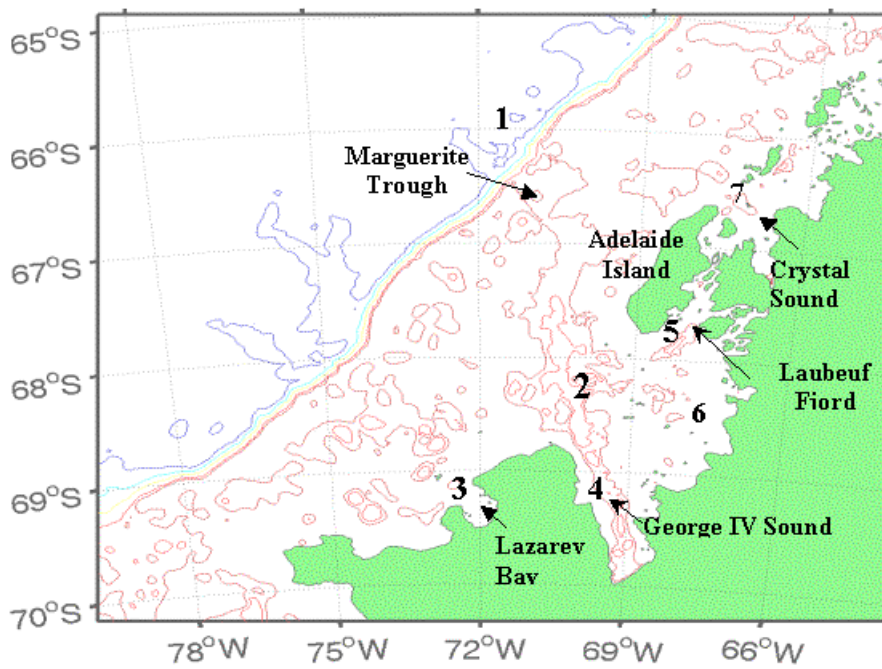 65°S
1
66°S
Marguerite
Trough
7
Adelaide
Island
67°S
Crystal
Sound
5
68°S
2
Laubeuf
Fiord
6
3
4
69°S
George IV Sound
Lazarev
Bav
70°S
78°W 75°W 72°W 69°W 66°W